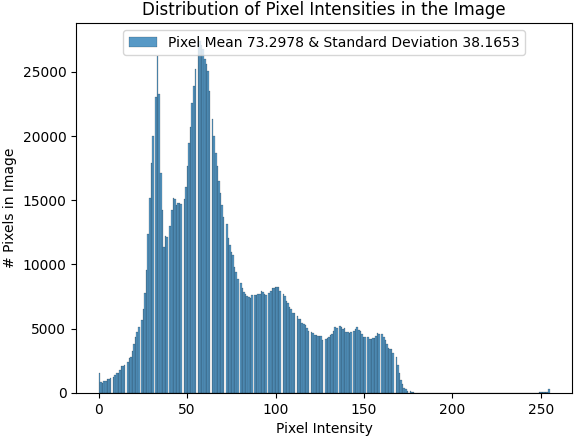 Distribution of Pixel Intensities in the Image
Pixel Mean 73.2978 & Standard Deviation 38.1653
# Pixels in Image
25000
20000
15000
10000
5000
0
0 50 100 150 200 250
Pixel Intensity